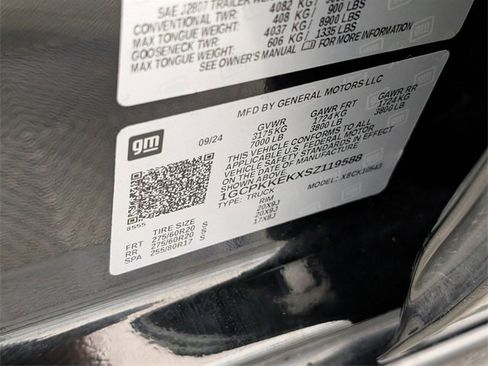 SAE J2807 TRAILER
CONVENTIONAL TWR: 4082 KG / LBS
MAX TONGUE WEIGHT: 408 KG / 900 LBS
GOOSENECK TWR: 4037 KG / 8900 LBS
MAX TONGUE WEIGHT: 606 KG / 1335 LBS
SEE OWNER'S MANUAL FOR MORE INFORMATION
gm
09/24
MFD BY GENERAL MOTORS LLC
GVWR GAWR FRT GAWR RR
3175 KG 1724 KG 1724 KG
7000 LB 3800 LB 3800 LB
THIS VEHICLE CONFORMS TO ALL
APPLICABLE U.S. FEDERAL MOTOR
VEHICLE SAFETY STANDARDS IN
EFFECT ON THE DATE OF MANUFACTURE
SHOWN ABOVE.
1GCPKKEKXSZ119588
TYPE: TRUCK MODEL:
8555
TIRE SIZE RIM
FRT 275/60R20 S 20X9J
RR 275/60R20 S 20X9J
SPA 255/80R17 S 17X8J